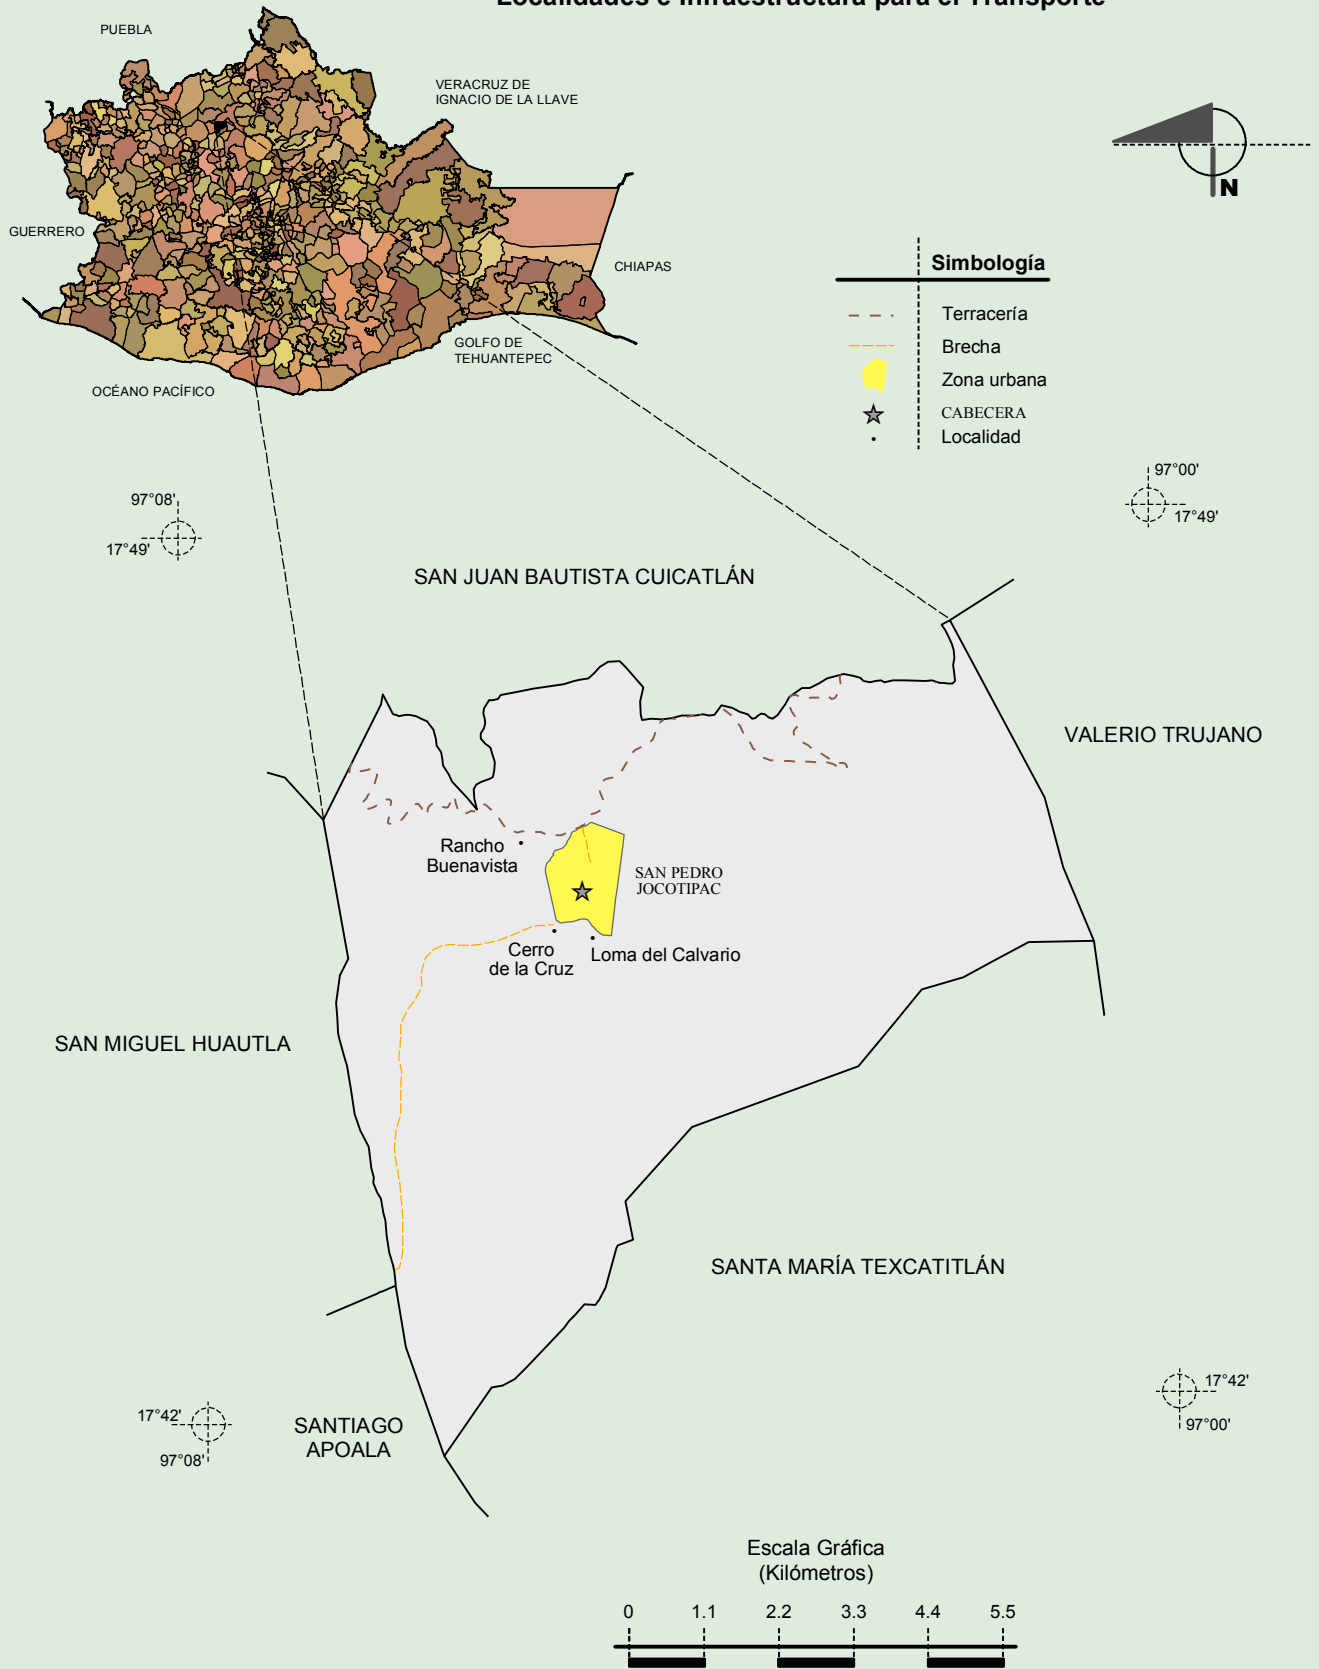 Localidades e Infraestructura para el Transporte
PUEBLA
VERACRUZ DE
IGNACIO DE LA LLAVE
GUERRERO
CHIAPAS
GOLFO DE
TEHUANTEPEC
OCÉANO PACÍFICO
N
Simbología
Terracería
Brecha
Zona urbana
CABECERA
Localidad
97°08'
17°49'
97°00'
17°49'
SAN JUAN BAUTISTA CUICATLÁN
VALERIO TRUJANO
Rancho
Buenavista
SAN PEDRO
JOCOTIPAC
Cerro
de la Cruz
Loma del Calvario
SAN MIGUEL HUAUTLA
SANTA MARÍA TEXCATITLÁN
17°42'
97°08'
SANTIAGO
APOALA
17°42'
97°00'
Escala Gráfica
(Kilómetros)
0 1.1 2.2 3.3 4.4 5.5